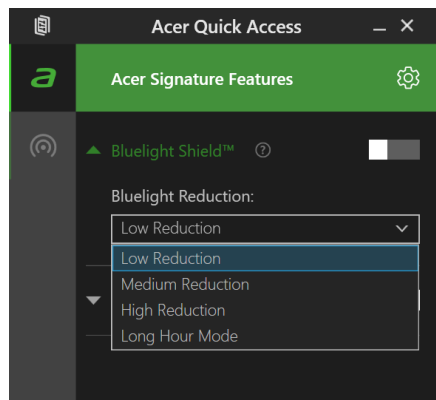 Acer Quick Access
a
Acer Signature Features
Bluelight Shield™ ?
Bluelight Reduction:
Low Reduction
Low Reduction
Medium Reduction
High Reduction
Long Hour Mode